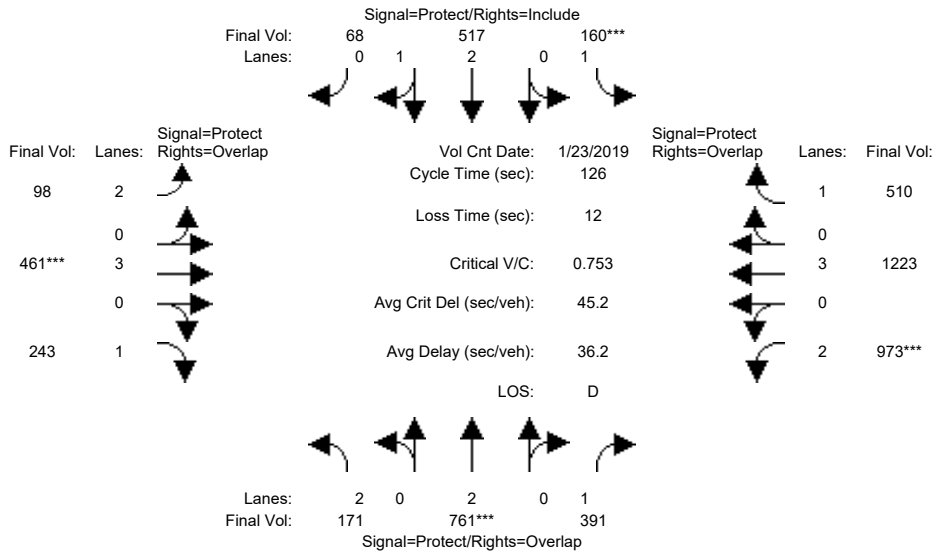 Signal=Protect/Rights=Include
Final Vol: 68 517 160***
Lanes: 0 1 2 0 1
Signal=Protect
Final Vol: Lanes: Rights=Overlap
Vol Cnt Date: 1/23/2019
Signal=Protect
Rights=Overlap Lanes: Final Vol:
Cycle Time (sec): 126
98 2
1 510
Loss Time (sec): 12
0
0
461*** 3
Critical V/C: 0.753
3 1223
0
Avg Crit Del (sec/veh): 45.2
0
243 1
Avg Delay (sec/veh): 36.2
2 973***
LOS: D
Lanes: 2 0 2 0 1
Final Vol: 171 761*** 391
Signal=Protect/Rights=Overlap